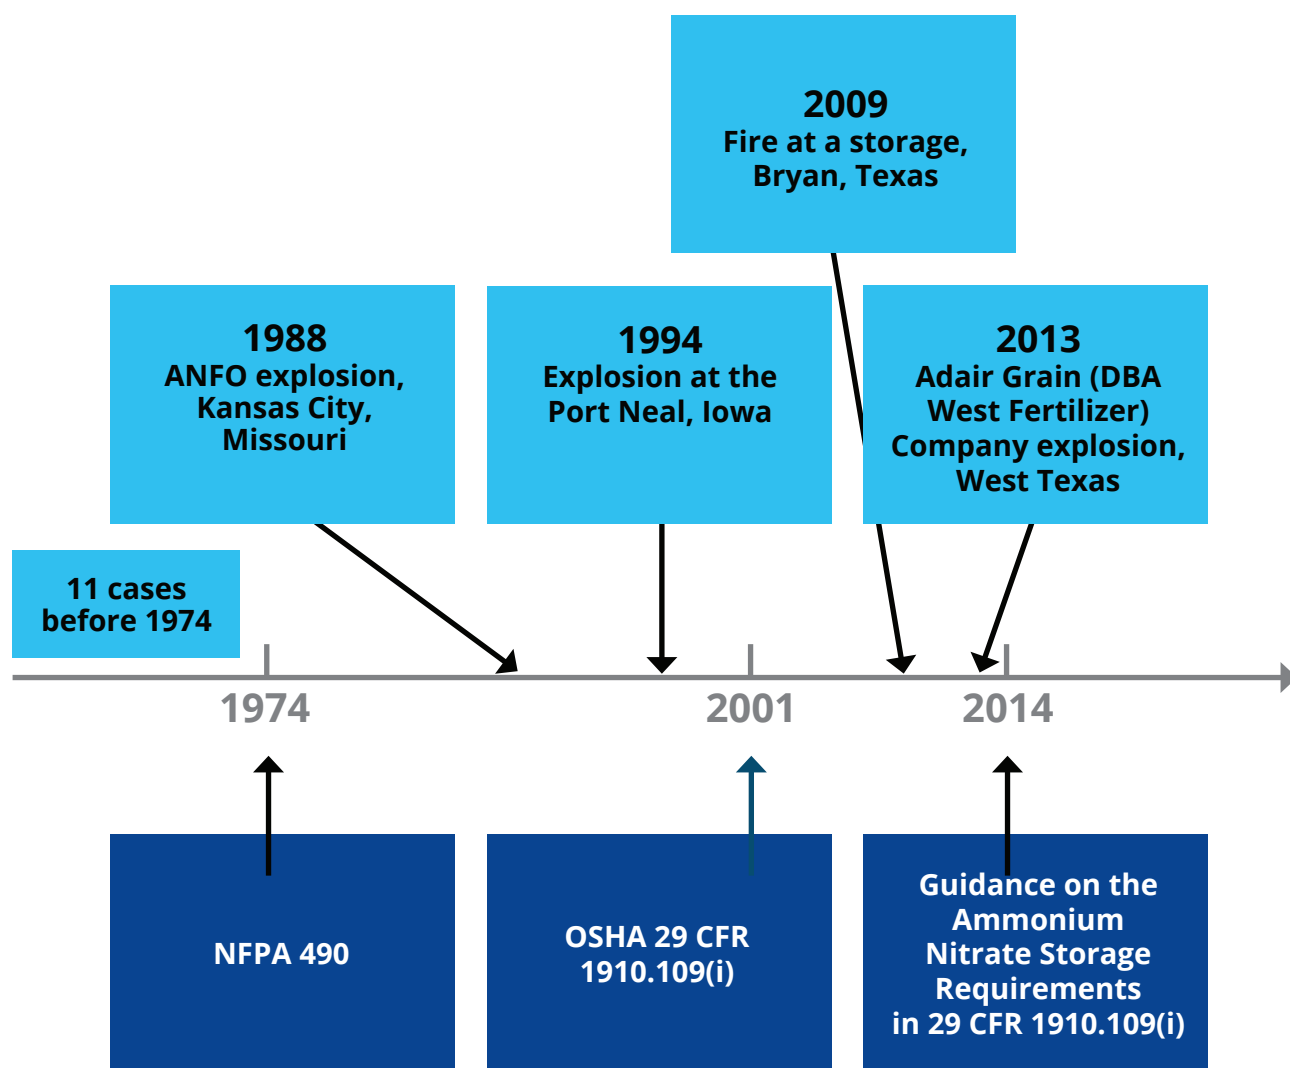 2009
Fire at a storage,
Bryan, Texas
1988
ANFO explosion,
Kansas City,
Missouri
1994
Explosion at the
Port Neal, Iowa
2013
Adair Grain (DBA
West Fertilizer)
Company explosion,
West Texas
11 cases
before 1974
1974
2001
2014
NFPA 490
OSHA 29 CFR
1910.109(i)
Guidance on the
Ammonium
Nitrate Storage
Requirements
in 29 CFR 1910.109(i)